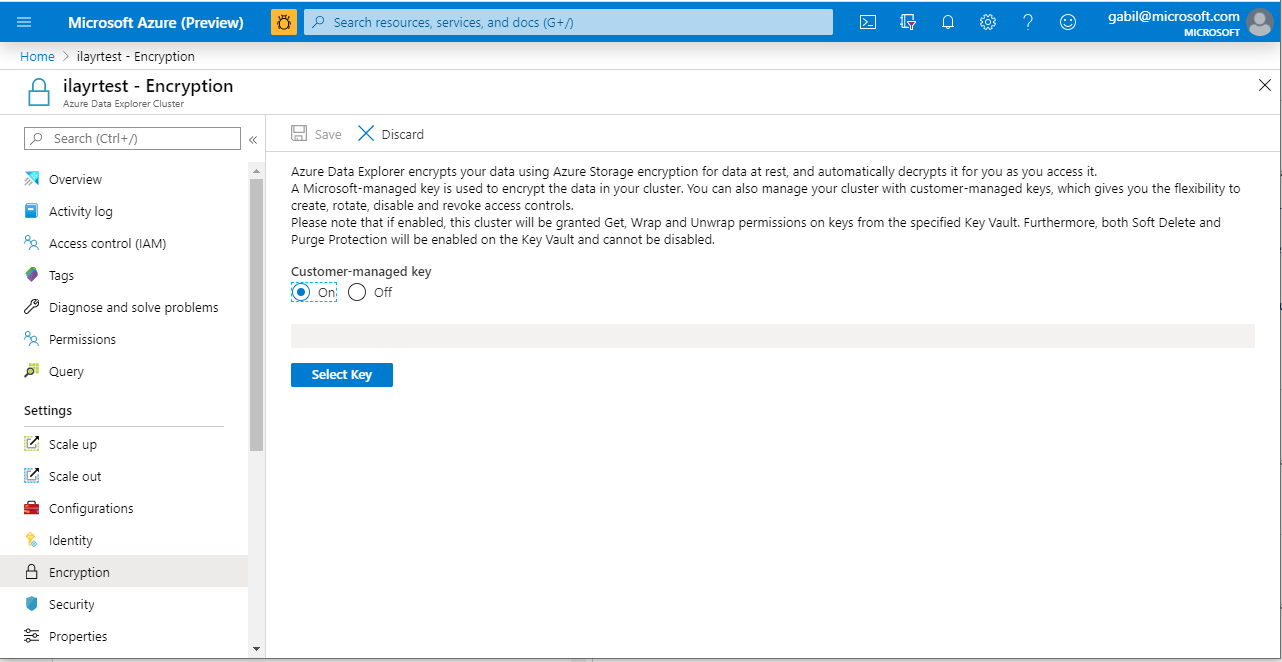 Microsoft Azure (Preview)
Search resources, services, and docs (G+/)
gabil@microsoft.com
MICROSOFT
Home > ilayrtest - Encryption
ilayrtest - Encryption
Azure Data Explorer Cluster
Search (Ctrl+/)
«
Overview
Activity log
Access control (IAM)
Tags
Diagnose and solve problems
Permissions
Query
Settings
Scale up
Scale out
Configurations
Identity
Encryption
Security
Properties
Save
Discard
Azure Data Explorer encrypts your data using Azure Storage encryption for data at rest, and automatically decrypts it for you as you access it.
A Microsoft-managed key is used to encrypt the data in your cluster. You can also manage your cluster with customer-managed keys, which gives you the flexibility to
create, rotate, disable and revoke access controls.
Please note that if enabled, this cluster will be granted Get, Wrap and Unwrap permissions on keys from the specified Key Vault. Furthermore, both Soft Delete and
Purge Protection will be enabled on the Key Vault and cannot be disabled.
Customer-managed key
On
Off
Select Key